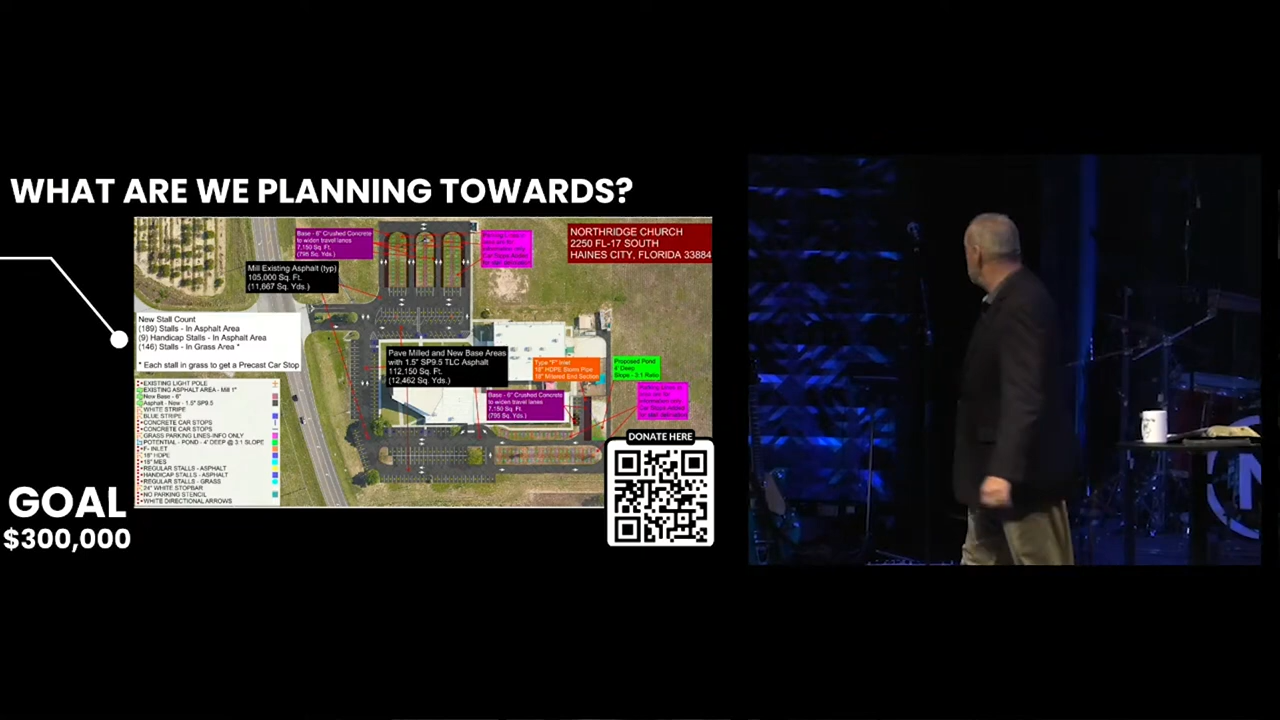 WHAT ARE WE PLANNING TOWARDS?
Base - 6" Crushed Concrete
to widen travel lanes
7,150 Sq. Ft.
(795 Sq. Yds.)
Parking Lines in
NORTHRIDGE CHURCH
2250 FL-17 SOUTH
HAINES CITY, FLORIDA 33884
Mill Existing Asphalt (typ)
105,000 Sq. Ft.
(11,667 Sq. Yds.)
New Stall Count
(189) Stalls - In Asphalt Area
(9) Handicap Stalls - In Asphalt Area
(146) Stalls - In Grass Area *
* Each stall in grass to get a Precast Car Stop
Pave Milled and New Base Areas
with 1.5" SP9.5 TLC Asphalt
112,150 Sq. Ft.
(12,462 Sq. Yds.)
Type "F" Inlet
18" HDPE Storm Pipe
18" Mitered End Section
Proposed Pond
4' Deep
Slope - 3:1 Ratio
Base - 6" Crushed Concrete
to widen travel lanes
7,150 Sq. Ft.
(795 Sq. Yds.)
EXISTING LIGHT POLE
EXISTING ASPHALT AREA - Mill 1"
New Base - 6"
Asphalt - New - 1.5" SP9.5
WHITE STRIPE
BLUE STRIPE
CONCRETE CAR STOPS
CONCRETE CAR STOPS
GRASS PARKING LINES-INFO ONLY
POTENTIAL - POND - 4' DEEP @ 3:1 SLOPE
F- INLET
18" HDPE
18" MES
REGULAR STALLS - ASPHALT
HANDICAP STALLS - ASPHALT
REGULAR STALLS - GRASS
24" WHITE STOPBAR
NO PARKING STENCIL
WHITE DIRECTIONAL ARROWS
DONATE HERE
GOAL
$300,000